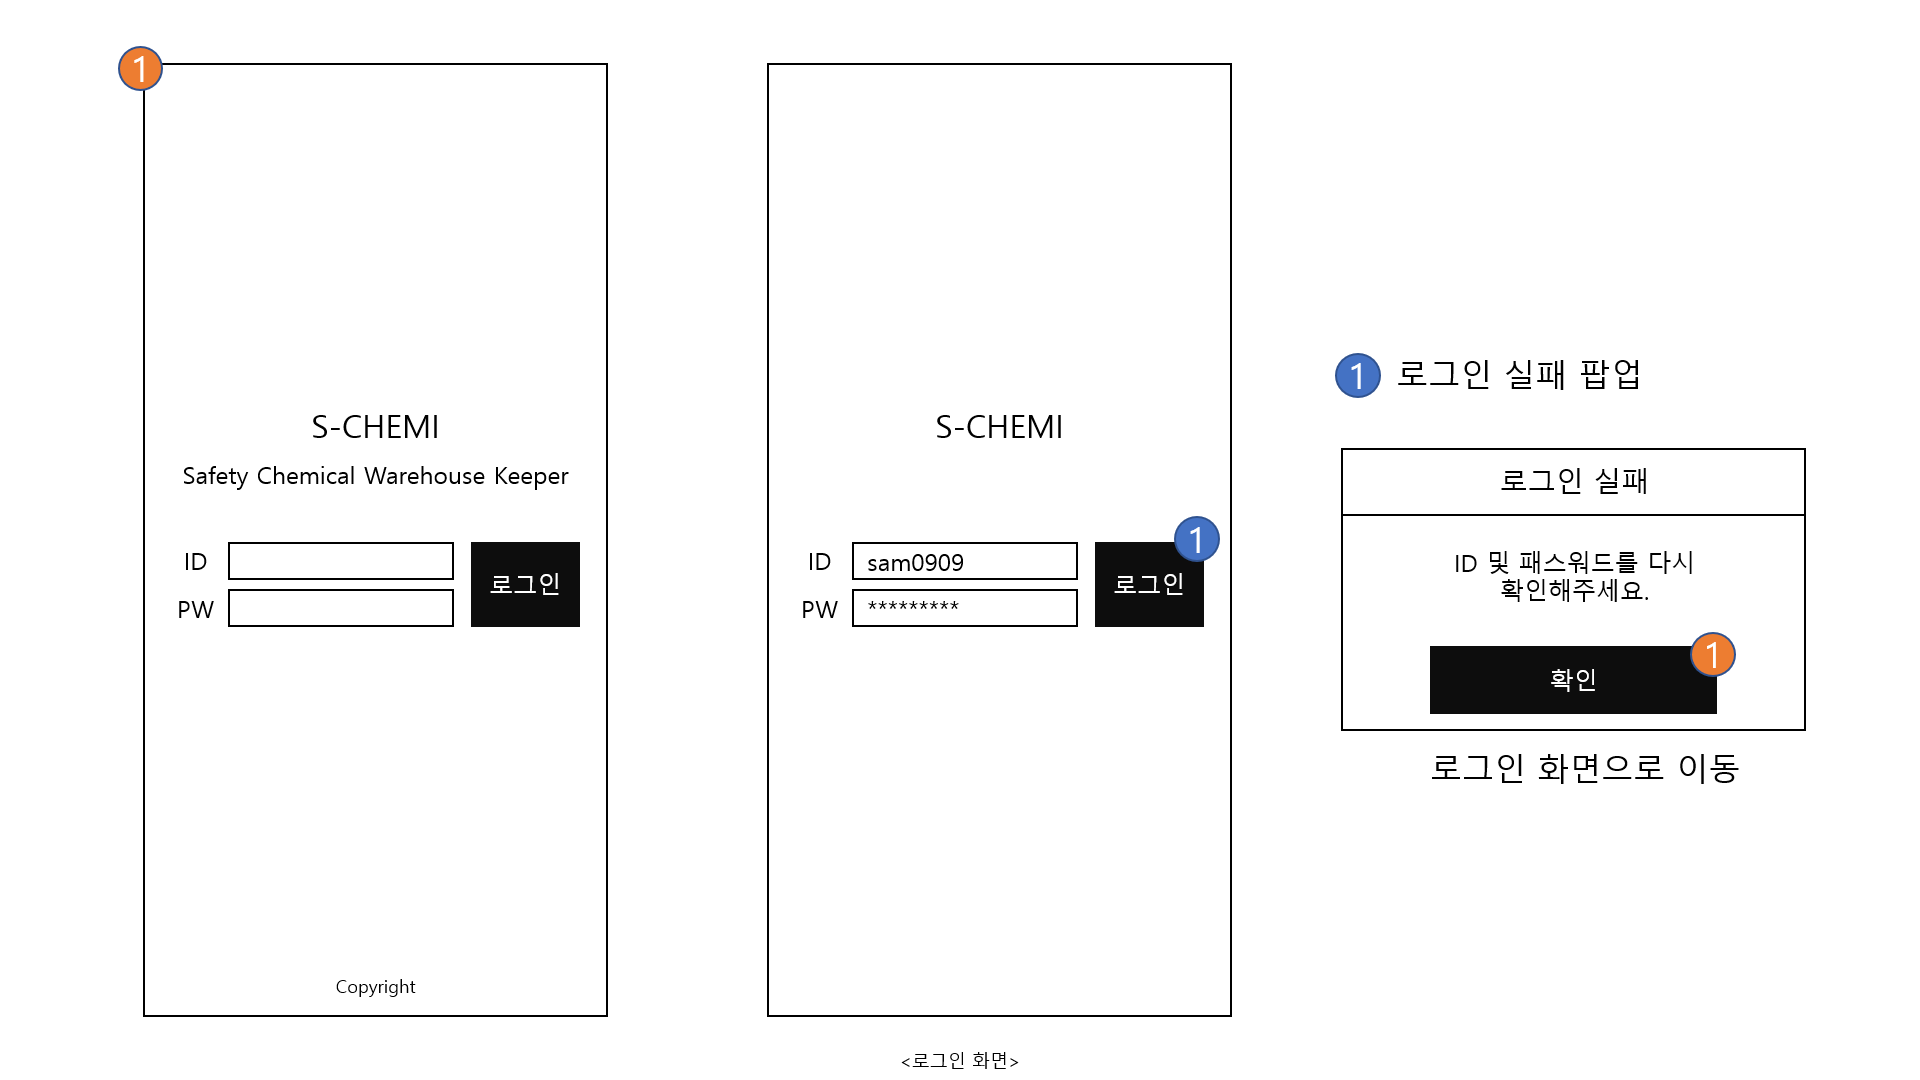 1
S-CHEMI
Safety Chemical Warehouse Keeper
ID
PW
로그인
Copyright
S-CHEMI
ID
sam0909
PW
*********
로그인
1
1 로그인 실패 팝업
로그인 실패
ID 및 패스워드를 다시
확인해주세요.
확인
1
로그인 화면으로 이동
<로그인 화면>